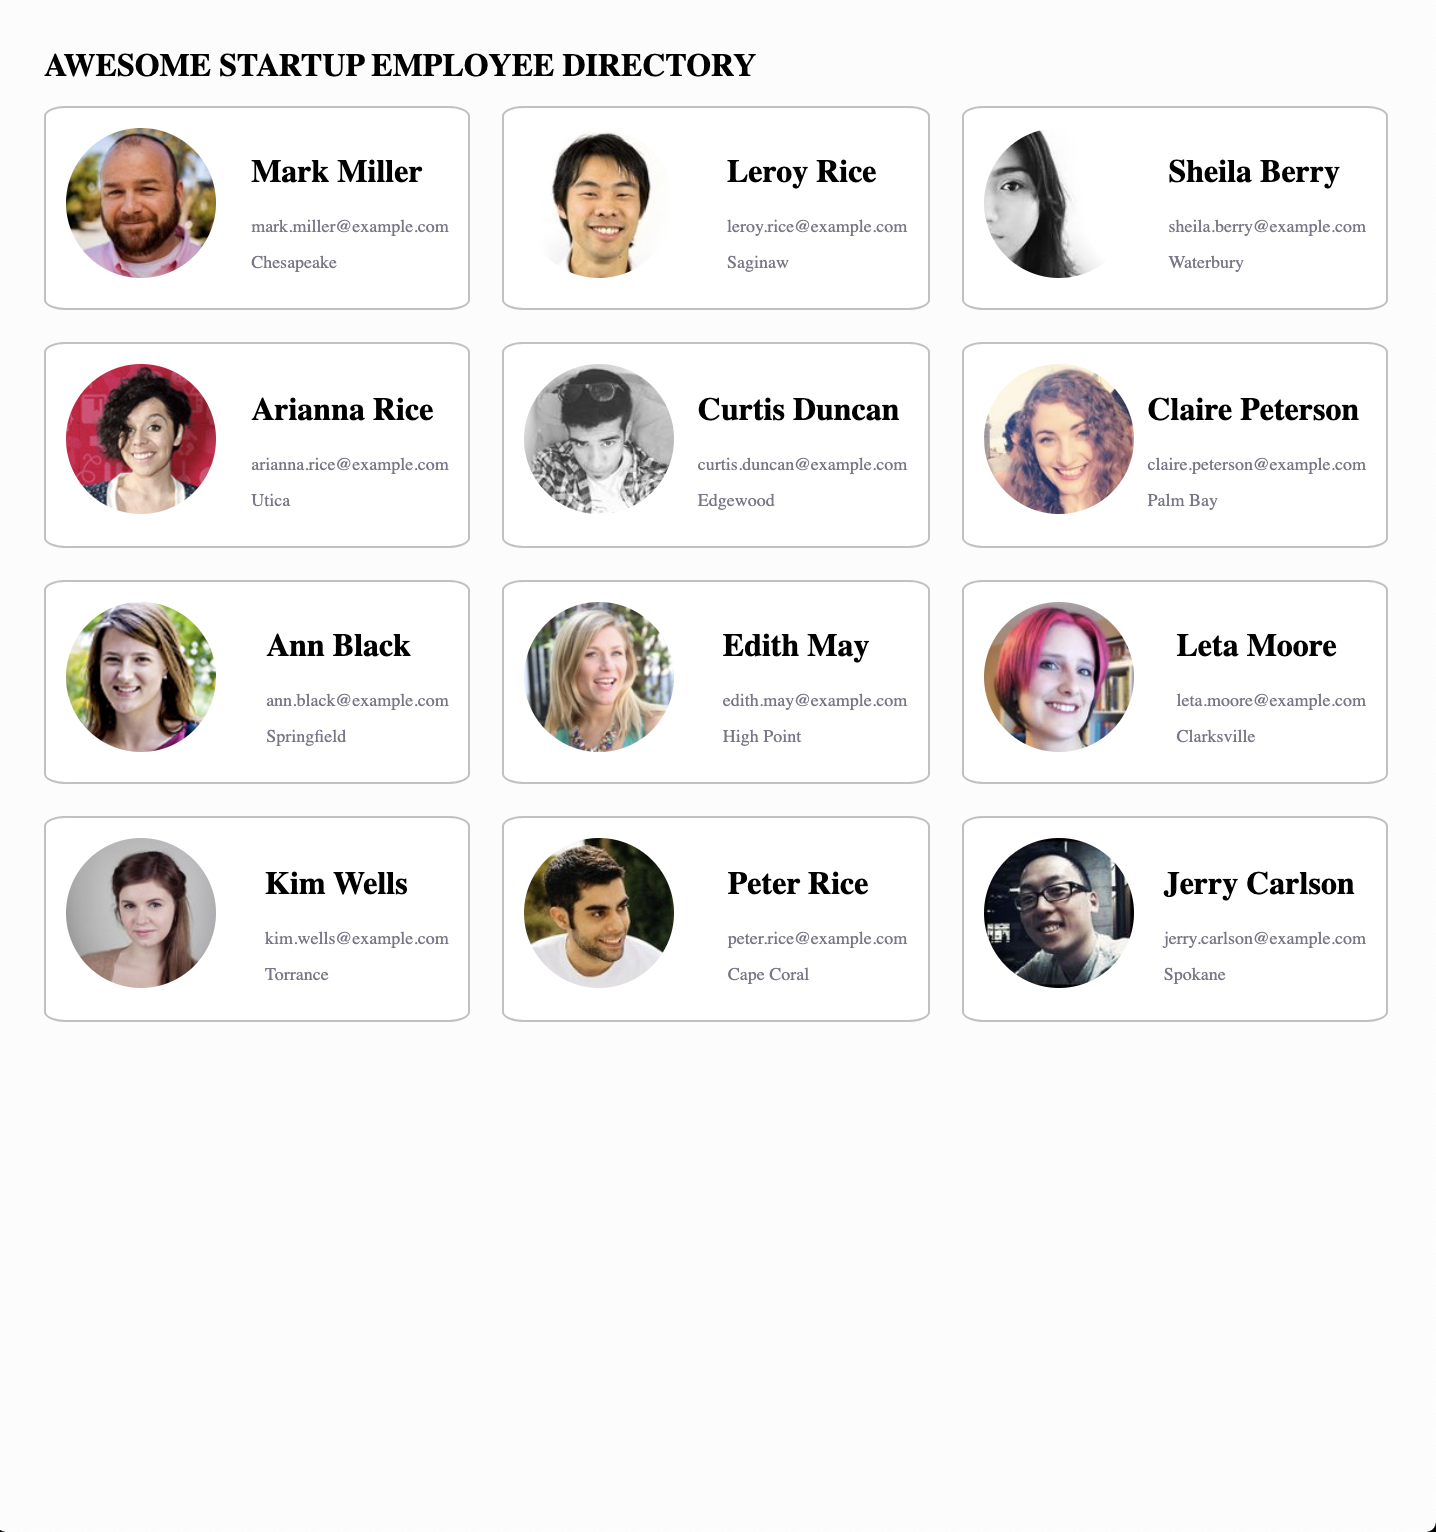 AWESOME STARTUP EMPLOYEE DIRECTORY
Mark Miller
mark.miller@example.com
Chesapeake
Leroy Rice
leroy.rice@example.com
Saginaw
Sheila Berry
sheila.berry@example.com
Waterbury
Arianna Rice
arianna.rice@example.com
Utica
Curtis Duncan
curtis.duncan@example.com
Edgewood
Claire Peterson
claire.peterson@example.com
Palm Bay
Ann Black
ann.black@example.com
Springfield
Edith May
edith.may@example.com
High Point
Leta Moore
leta.moore@example.com
Clarksville
Kim Wells
kim.wells@example.com
Torrance
Peter Rice
peter.rice@example.com
Cape Coral
Jerry Carlson
jerry.carlson@example.com
Spokane